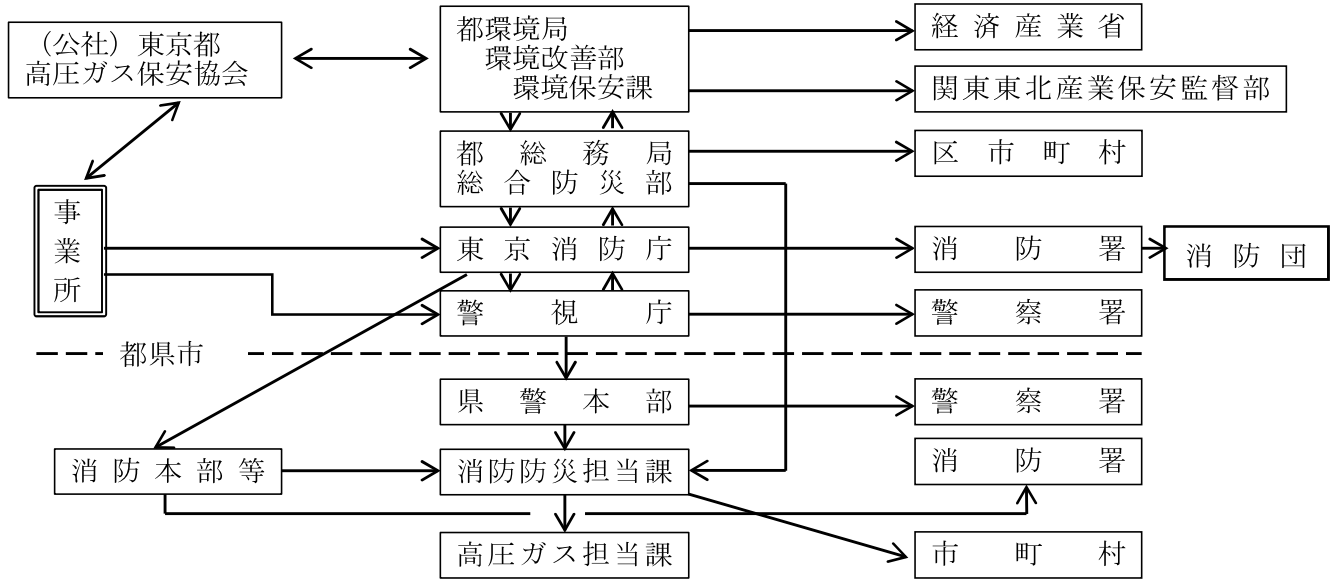 （公社）東京都
高圧ガス保安協会
都環境局
環境改善部
環境保安課
経済産業省
関東東北産業保安監督部
都総務局
総合防災部
区市町村
事業所
東京消防庁
消防署
消防団
警視庁
警察署
都県市
県警本部
警察署
消防本部等
消防防災担当課
消防署
高圧ガス担当課
市町村